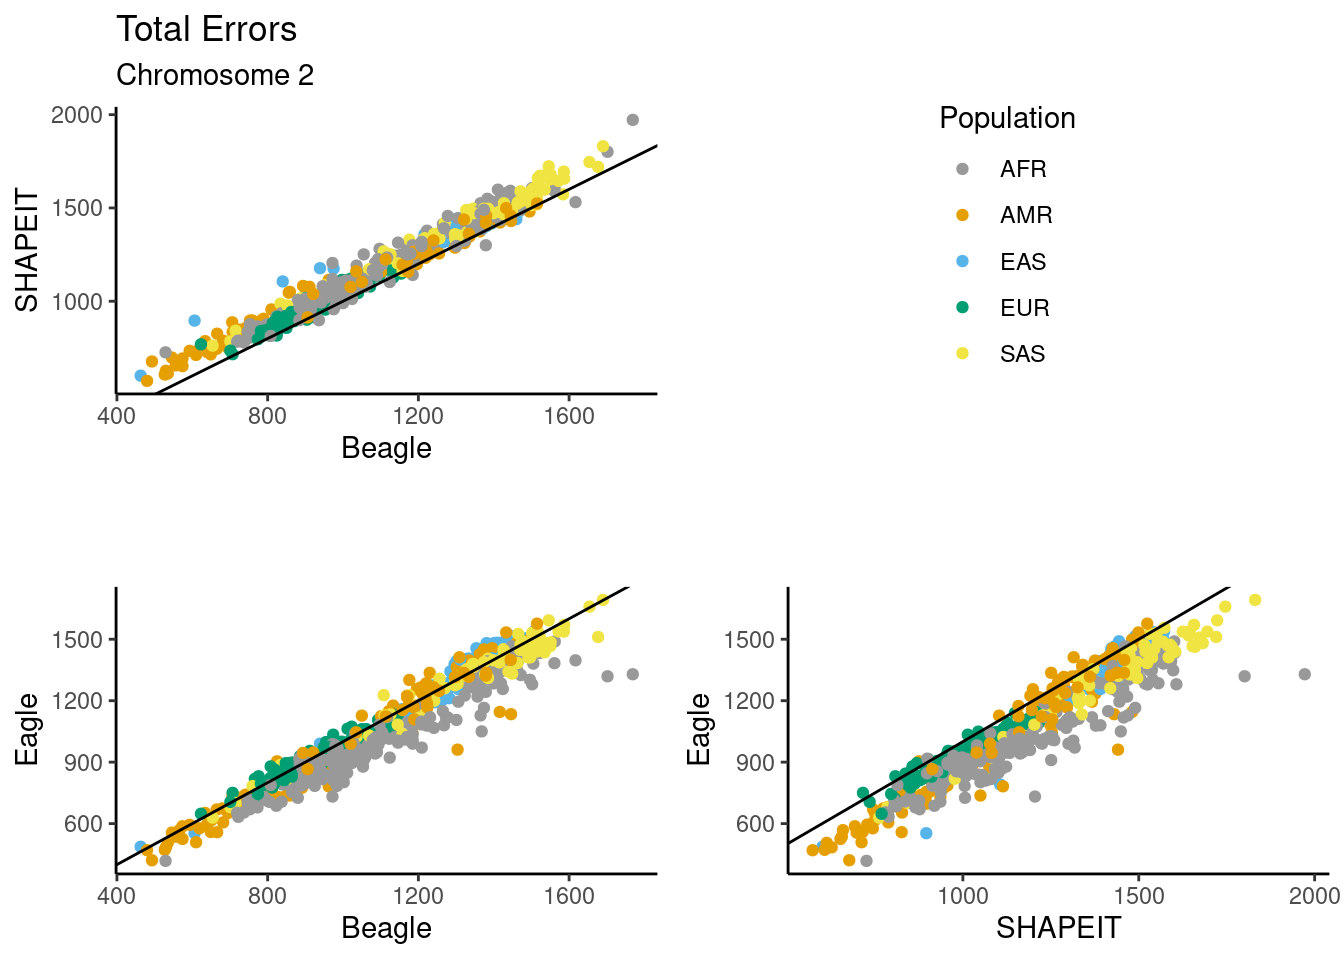 Total Errors
Chromosome 2
Population
AFR
AMR
EAS
EUR
SAS
SHAPEIT
2000
1500
1000
400 800 1200 1600
Beagle
Eagle
1500
1200
900
600
400 800 1200 1600
Beagle
Eagle
1500
1200
900
600
1000 1500 2000
SHAPEIT